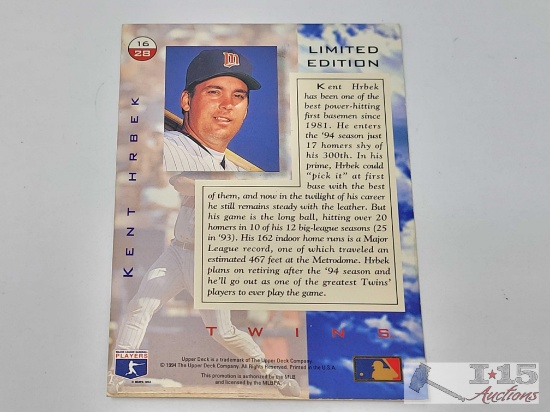 16
28
LIMITED
EDITION
KENT HRBEK
Kent Hrbek
has been one of the
best power-hitting
first basemen since
1981. He enters
the '94 season just
17 homers shy of
his 300th. In his
prime, Hrbek could
"pick it" at first
base with the best
of them, and now in the twilight of his career
he still remains steady with the leather. But
his game is the long ball, hitting over 20
homers in 10 of his 12 big-league seasons (25
in '93). His 162 indoor home runs is a Major
League record, one of which traveled an
estimated 467 feet at the Metrodome. Hrbek
plans on retiring after the '94 season and
he'll go out as one of the greatest Twins'
players to ever play the game.
TWINS
MAJOR LEAGUE BASEBALL
PLAYERS
Upper Deck is a trademark of The Upper Deck Company.
© 1994 The Upper Deck Company. All Rights Reserved. Printed in the U.S.A.
This promotion is authorized by the MLB
and licensed by the MLBPA.
I-15
Auctions